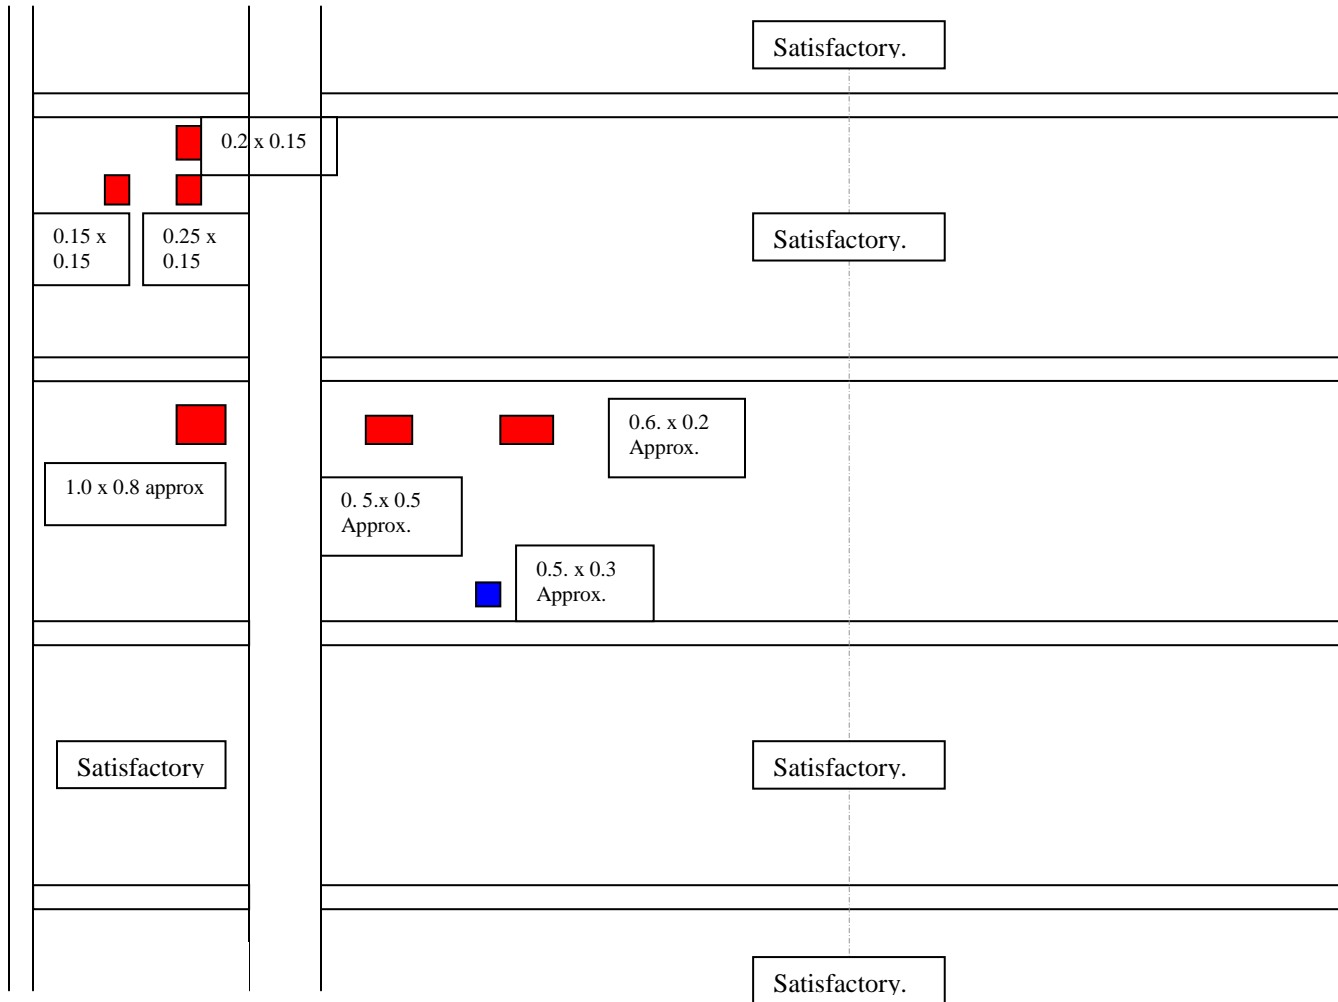 Satisfactory.
0.2 x 0.15
0.15 x
0.15
0.25 x
0.15
Satisfactory.
0.6. x 0.2
Approx.
1.0 x 0.8 approx
0. 5.x 0.5
Approx.
0.5. x 0.3
Approx.
Satisfactory
Satisfactory.
Satisfactory.